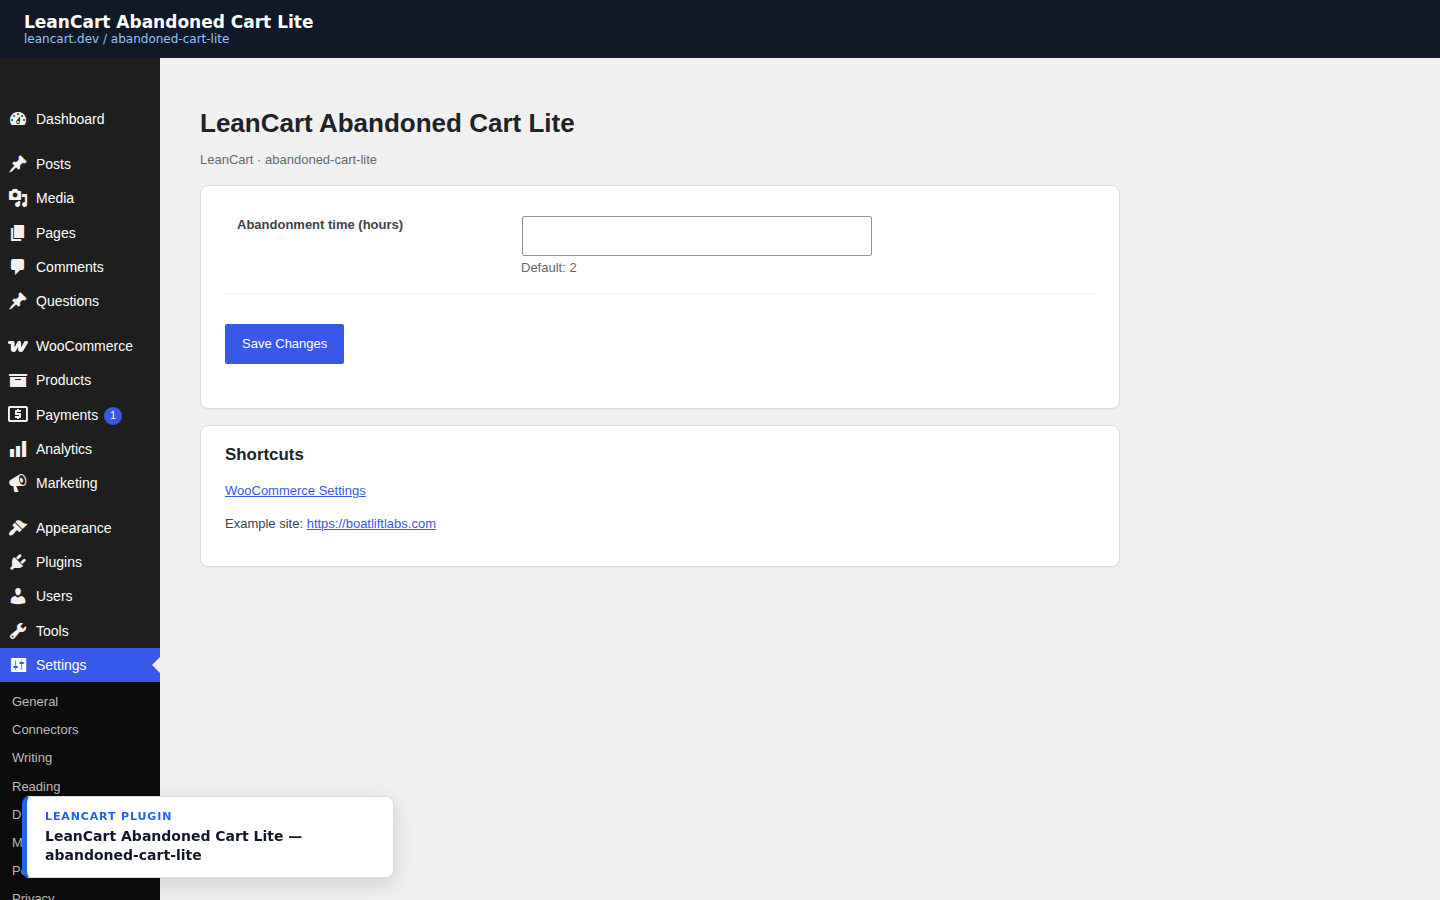 LeanCart Abandoned Cart Lite
leancart.dev / abandoned-cart-lite
Dashboard
Posts
Media
Pages
Comments
Questions
WooCommerce
Products
Payments 1
Analytics
Marketing
Appearance
Plugins
Users
Tools
Settings
General
Connectors
Writing
Reading
D
M
Pe
Privacy
LeanCart Abandoned Cart Lite
LeanCart · abandoned-cart-lite
Abandonment time (hours)
Default: 2
Save Changes
Shortcuts
WooCommerce Settings
Example site: https://boatliftlabs.com
LEANCART PLUGIN
LeanCart Abandoned Cart Lite —
abandoned-cart-lite